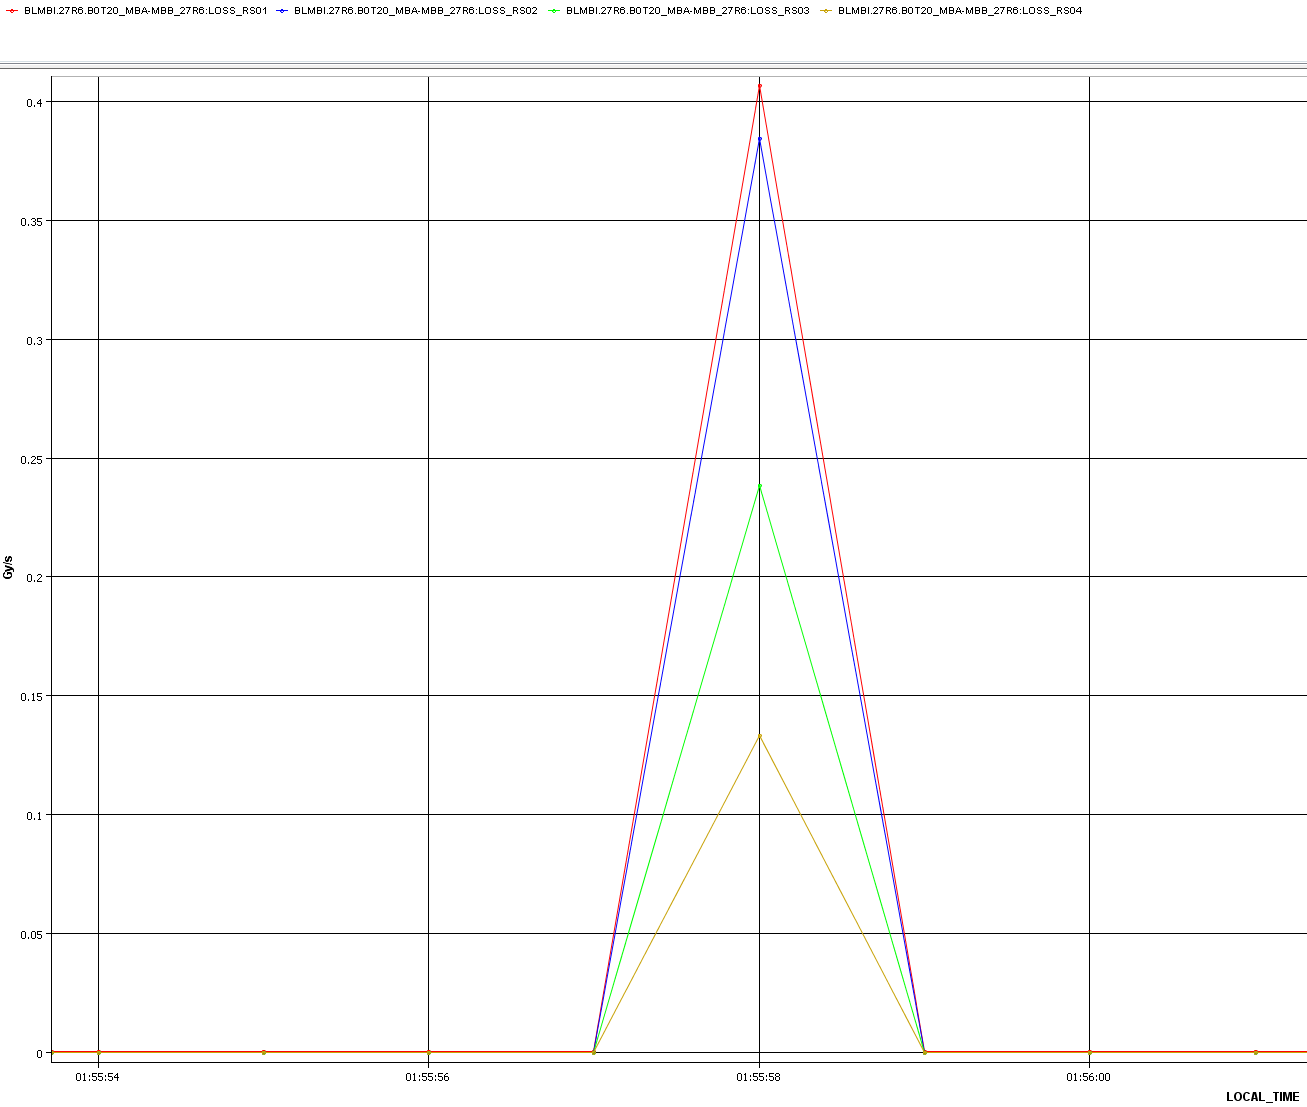 BLMBI.27R6.B0T20_MBA-MBB_27R6:LOSS_RS01 BLMBI.27R6.B0T20_MBA-MBB_27R6:LOSS_RS02 BLMBI.27R6.B0T20_MBA-MBB_27R6:LOSS_RS03 BLMBI.27R6.B0T20_MBA-MBB_27R6:LOSS_RS04
0.4
0.35
0.3
0.25
Gy/s
0.2
0.15
0.1
0.05
0
01:55:54 01:55:56 01:55:58 01:56:00
LOCAL_TIME